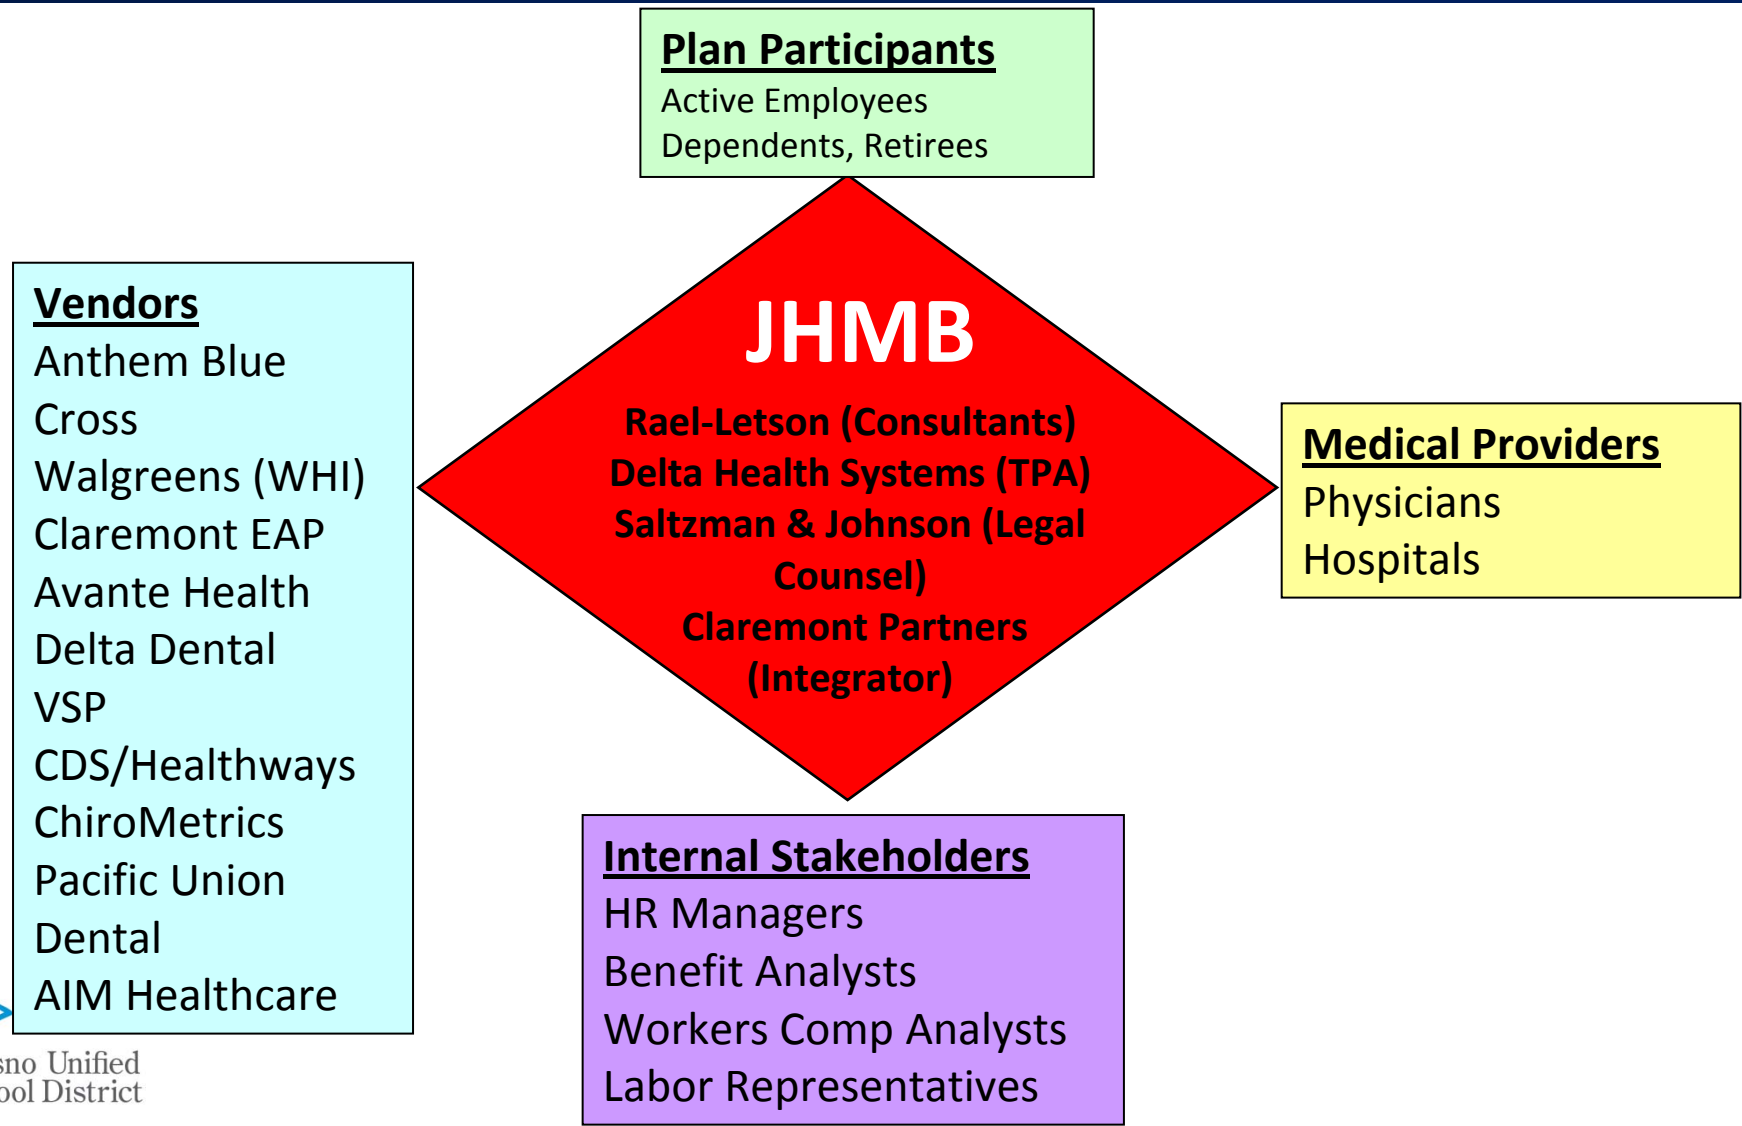 Plan Participants
Active Employees
Dependents, Retirees
Vendors
Anthem Blue
Cross
Walgreens (WHI)
Claremont EAP
Avante Health
Delta Dental
VSP
CDS/Healthways
ChiroMetrics
Pacific Union
Dental
AIM Healthcare
JHMB
Rael-Letson (Consultants)
Delta Health Systems (TPA)
Saltzman & Johnson (Legal
Counsel)
Claremont Partners
(Integrator)
Medical Providers
Physicians
Hospitals
Internal Stakeholders
HR Managers
Benefit Analysts
Workers Comp Analysts
Labor Representatives
sno Unified
ool District